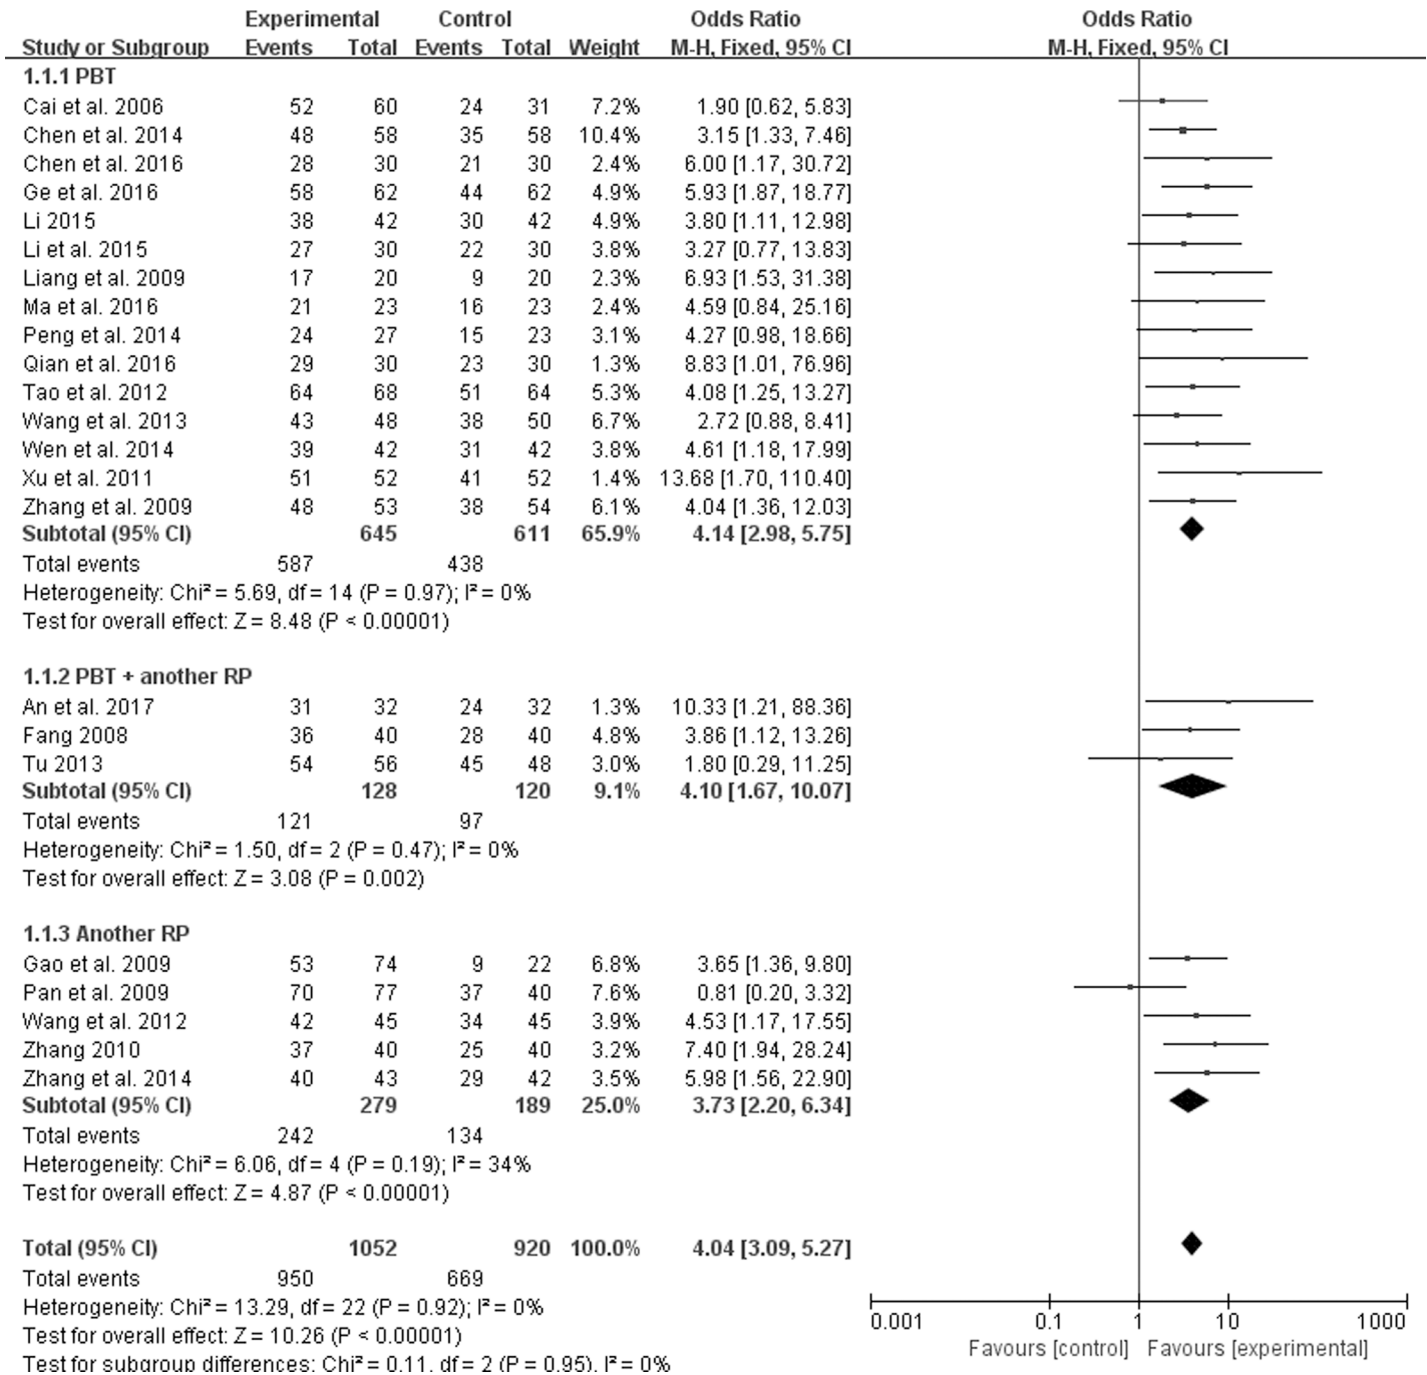 Experimental Control Odds Ratio Odds Ratio
Study or Subgroup Events Total Events Total Weight M-H, Fixed, 95% CI M-H, Fixed, 95% CI
1.1.1 PBT
Cai et al. 2006 52 60 24 31 7.2% 1.90 [0.62, 5.83]
Chen et al. 2014 48 58 35 58 10.4% 3.15 [1.33, 7.46]
Chen et al. 2016 28 30 21 30 2.4% 6.00 [1.17, 30.72]
Ge et al. 2016 58 62 44 62 4.9% 5.93 [1.87, 18.77]
Li 2015 38 42 30 42 4.9% 3.80 [1.11, 12.98]
Li et al. 2015 27 30 22 30 3.8% 3.27 [0.77, 13.83]
Liang et al. 2009 17 20 9 20 2.3% 6.93 [1.53, 31.38]
Ma et al. 2016 21 23 16 23 2.4% 4.59 [0.84, 25.16]
Peng et al. 2014 24 27 15 23 3.1% 4.27 [0.98, 18.66]
Qian et al. 2016 29 30 23 30 1.3% 8.83 [1.01, 76.96]
Tao et al. 2012 64 68 51 64 5.3% 4.08 [1.25, 13.27]
Wang et al. 2013 43 48 38 50 6.7% 2.72 [0.88, 8.41]
Wen et al. 2014 39 42 31 42 3.8% 4.61 [1.18, 17.99]
Xu et al. 2011 51 52 41 52 1.4% 13.68 [1.70, 110.40]
Zhang et al. 2009 48 53 38 54 6.1% 4.04 [1.36, 12.03]
Subtotal (95% CI) 645 611 65.9% 4.14 [2.98, 5.75]
Total events 587 438
Heterogeneity: Chi² = 5.69, df = 14 (P = 0.97); I² = 0%
Test for overall effect: Z = 8.48 (P < 0.00001)
1.1.2 PBT + another RP
An et al. 2017 31 32 24 32 1.3% 10.33 [1.21, 88.36]
Fang 2008 36 40 28 40 4.8% 3.86 [1.12, 13.26]
Tu 2013 54 56 45 48 3.0% 1.80 [0.29, 11.25]
Subtotal (95% CI) 128 120 9.1% 4.10 [1.67, 10.07]
Total events 121 97
Heterogeneity: Chi² = 1.50, df = 2 (P = 0.47); I² = 0%
Test for overall effect: Z = 3.08 (P = 0.002)
1.1.3 Another RP
Gao et al. 2009 53 74 9 22 6.8% 3.65 [1.36, 9.80]
Pan et al. 2009 70 77 37 40 7.6% 0.81 [0.20, 3.32]
Wang et al. 2012 42 45 34 45 3.9% 4.53 [1.17, 17.55]
Zhang 2010 37 40 25 40 3.2% 7.40 [1.94, 28.24]
Zhang et al. 2014 40 43 29 42 3.5% 5.98 [1.56, 22.90]
Subtotal (95% CI) 279 189 25.0% 3.73 [2.20, 6.34]
Total events 242 134
Heterogeneity: Chi² = 6.06, df = 4 (P = 0.19); I² = 34%
Test for overall effect: Z = 4.87 (P < 0.00001)
Total (95% CI) 1052 920 100.0% 4.04 [3.09, 5.27]
Total events 950 669
Heterogeneity: Chi² = 13.29, df = 22 (P = 0.92); I² = 0%
Test for overall effect: Z = 10.26 (P < 0.00001)
Test for subgroup differences: Chi² = 0.11, df = 2 (P = 0.95), I² = 0%
0.001 0.1 1 10 1000
Favours [control] Favours [experimental]